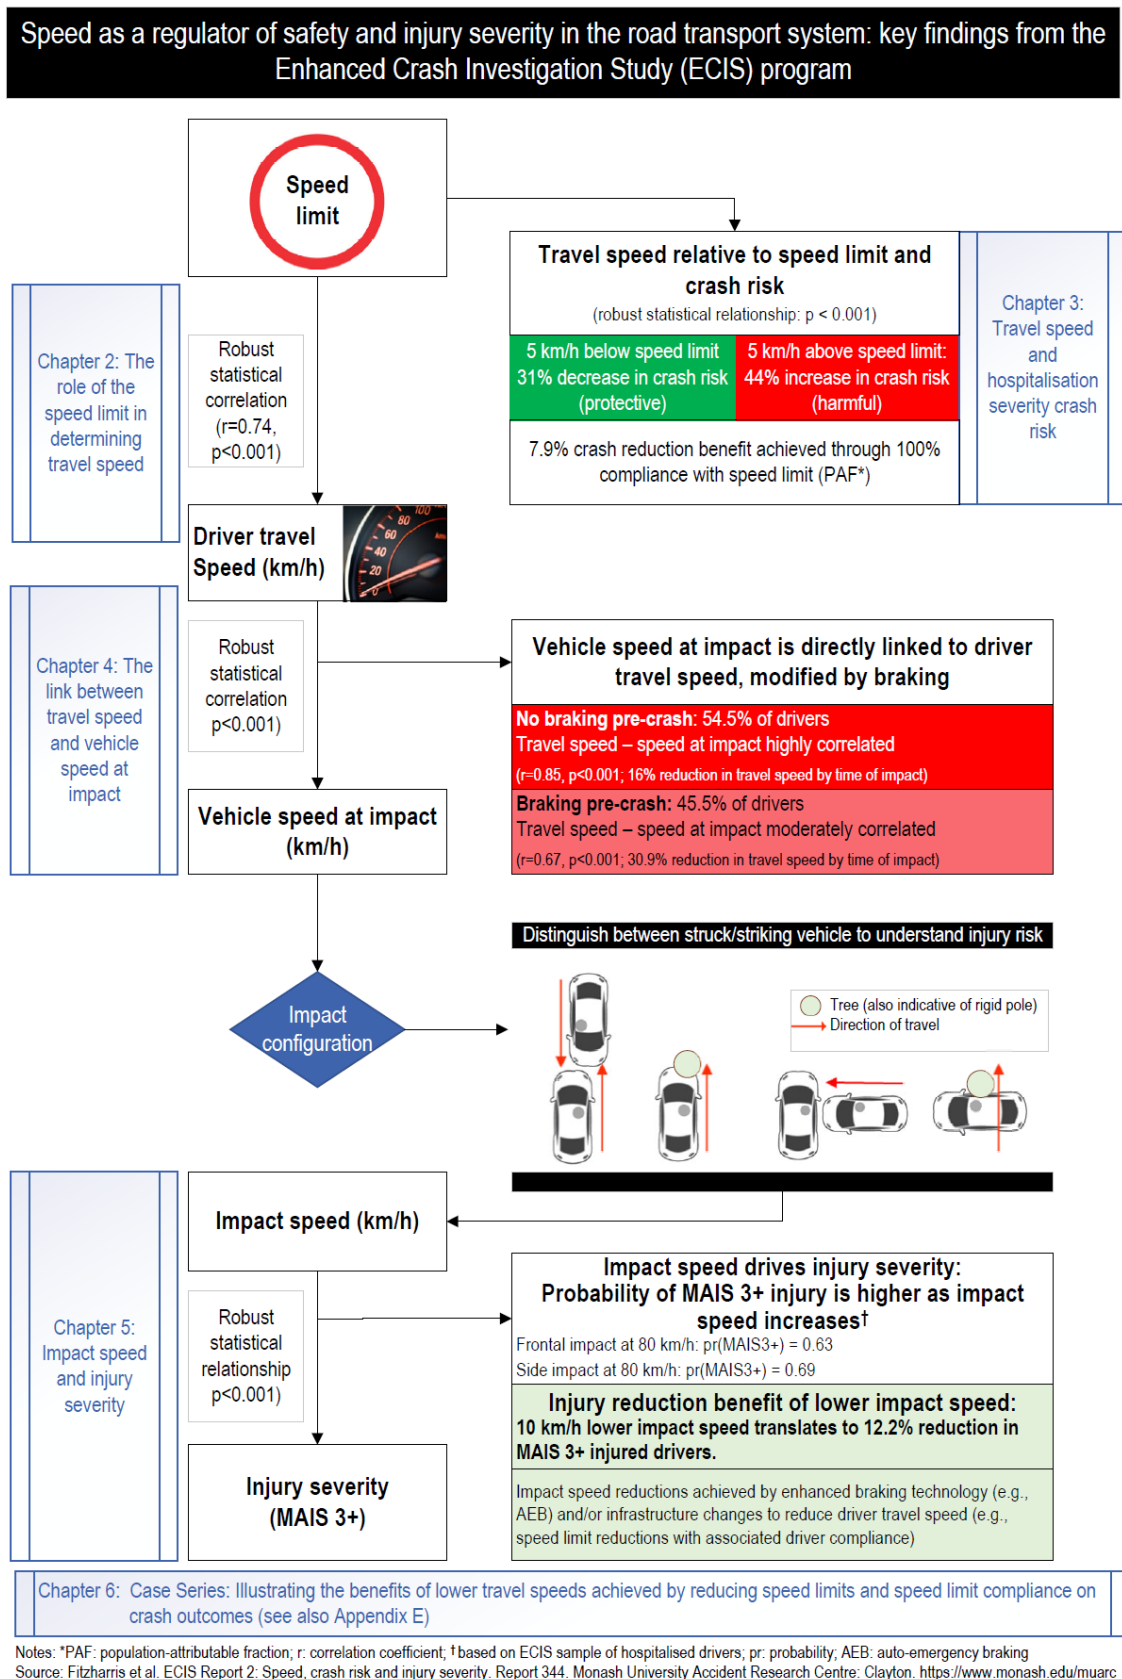 Speed as a regulator of safety and injury severity in the road transport system: key findings from the
Enhanced Crash Investigation Study (ECIS) program
Speed
limit
Travel speed relative to speed limit and
crash risk
(robust statistical relationship: p < 0.001)
5 km/h below speed limit
31% decrease in crash risk
(protective)
5 km/h above speed limit:
44% increase in crash risk
(harmful)
7.9% crash reduction benefit achieved through 100%
compliance with speed limit (PAF*)
Chapter 3:
Travel speed
and
hospitalisation
severity crash
risk
Chapter 2: The
role of the
speed limit in
determining
travel speed
Robust
statistical
correlation
(r=0.74,
p<0.001)
Driver travel
Speed (km/h)
0
20
40
60
80
100
Chapter 4: The
link between
travel speed
and vehicle
speed at
impact
Robust
statistical
correlation
p<0.001)
Vehicle speed at impact is directly linked to driver
travel speed, modified by braking
No braking pre-crash: 54.5% of drivers
Travel speed – speed at impact highly correlated
(r=0.85, p<0.001; 16% reduction in travel speed by time of impact)
Braking pre-crash: 45.5% of drivers
Travel speed – speed at impact moderately correlated
(r=0.67, p<0.001; 30.9% reduction in travel speed by time of impact)
Vehicle speed at impact
(km/h)
Distinguish between struck/striking vehicle to understand injury risk
Impact
configuration
Tree (also indicative of rigid pole)
Direction of travel
Impact speed (km/h)
Chapter 5:
Impact speed
and injury
severity
Robust
statistical
relationship
p<0.001)
Impact speed drives injury severity:
Probability of MAIS 3+ injury is higher as impact
speed increases†
Frontal impact at 80 km/h: pr(MAIS3+) = 0.63
Side impact at 80 km/h: pr(MAIS3+) = 0.69
Injury reduction benefit of lower impact speed:
10 km/h lower impact speed translates to 12.2% reduction in
MAIS 3+ injured drivers.
Impact speed reductions achieved by enhanced braking technology (e.g.,
AEB) and/or infrastructure changes to reduce driver travel speed (e.g.,
speed limit reductions with associated driver compliance)
Injury severity
(MAIS 3+)
Chapter 6: Case Series: Illustrating the benefits of lower travel speeds achieved by reducing speed limits and speed limit compliance on
crash outcomes (see also Appendix E)
Notes: *PAF: population-attributable fraction; r: correlation coefficient; †based on ECIS sample of hospitalised drivers; pr: probability; AEB: auto-emergency braking
Source: Fitzharris et al. ECIS Report 2: Speed, crash risk and injury severity. Report 344. Monash University Accident Research Centre: Clayton. https://www.monash.edu/muarc